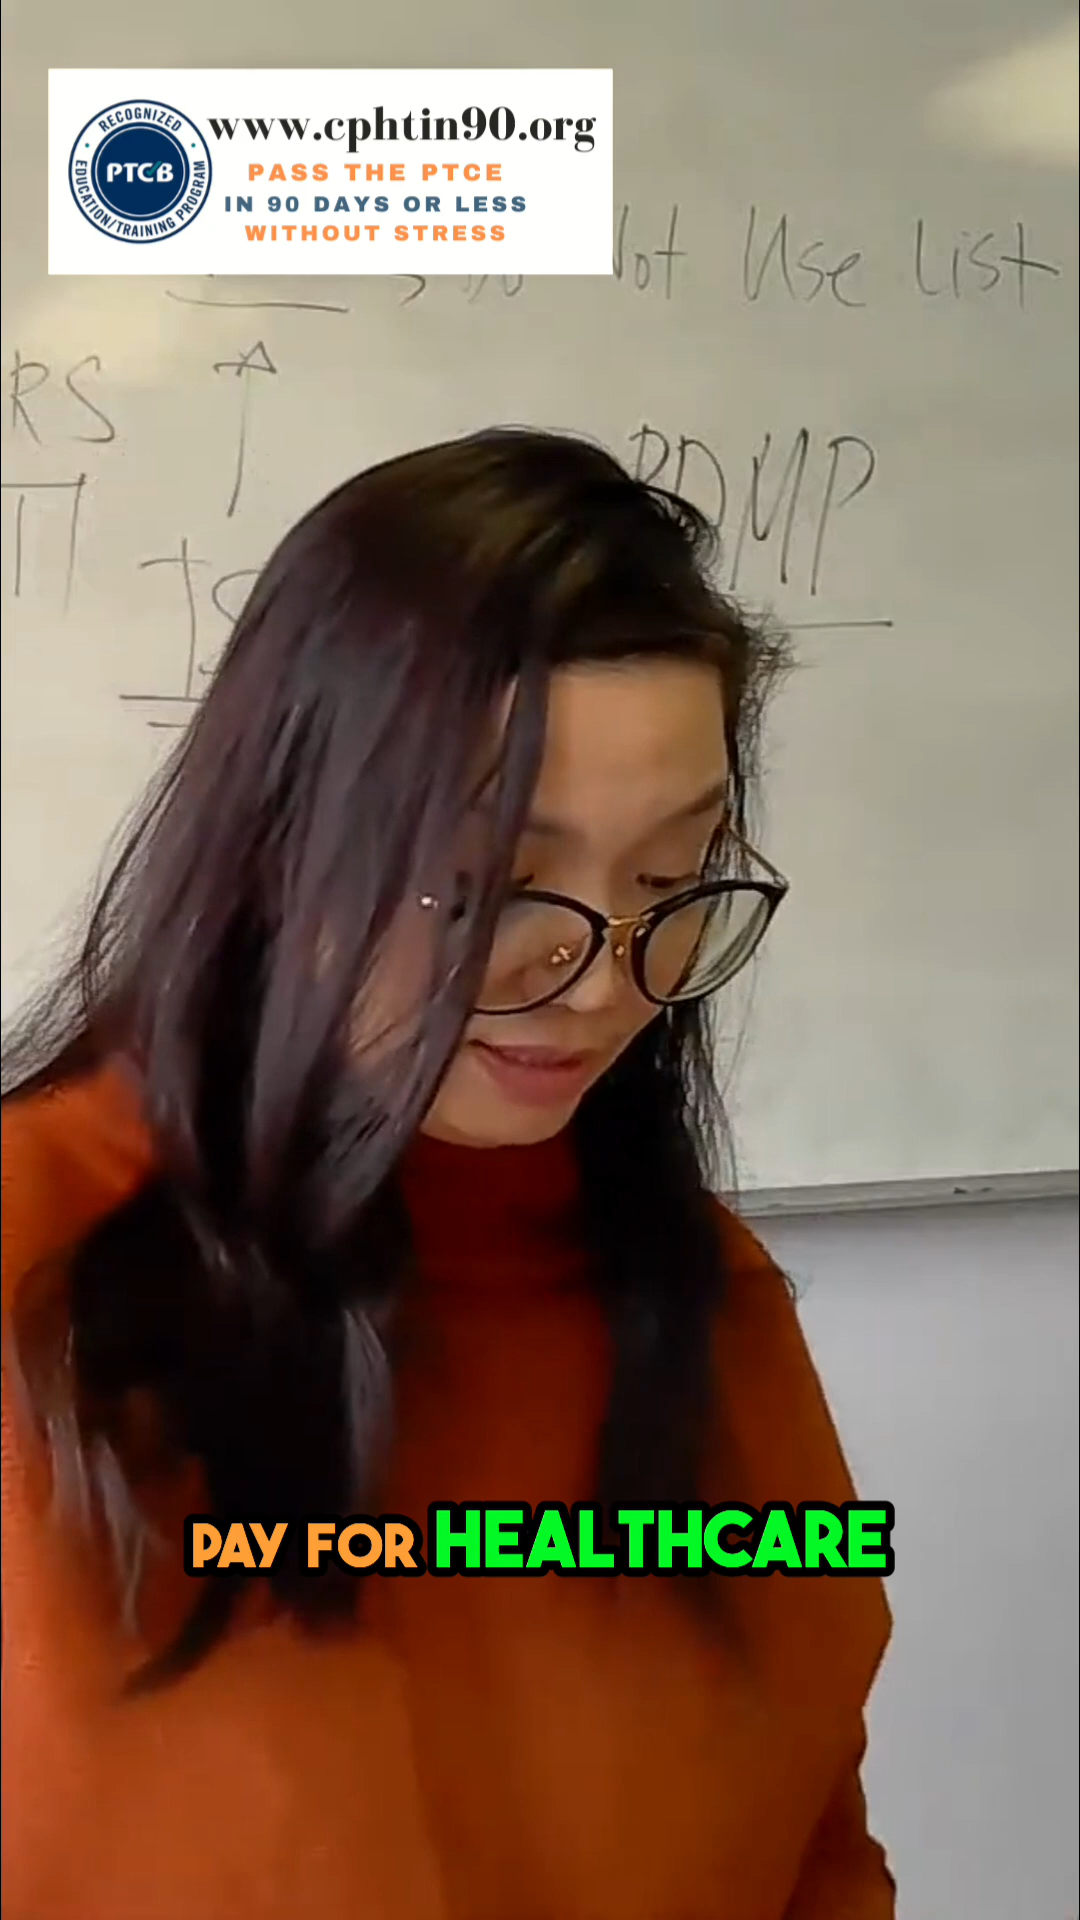 RECOGNIZED
PTCB
EDUCATION/TRAINING PROGRAM
www.cphtin90.org
PASS THE PTCE
IN 90 DAYS OR LESS
WITHOUT STRESS
Not Use List
RS
PDMP
PAY FOR HEALTHCARE